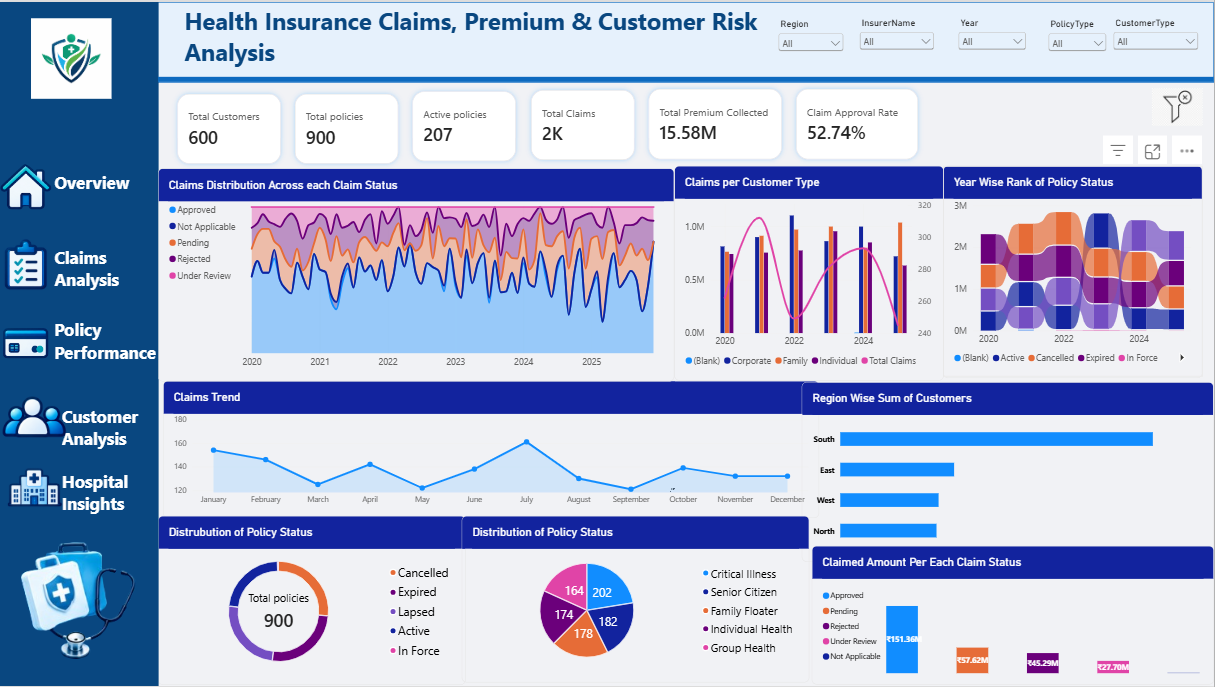 Health Insurance Claims, Premium & Customer Risk
Analysis
Region
InsurerName
Year
PolicyType
CustomerType
All
All
All
All
All
Total Customers
600
Total policies
900
Active policies
207
Total Claims
2K
Total Premium Collected
15.58M
Claim Approval Rate
52.74%
Overview
Claims
Analysis
Policy
Performance
Customer
Analysis
Hospital
Insights
Claims Distribution Across each Claim Status
Approved
Not Applicable
Pending
Rejected
Under Review
2020
2021
2022
2023
2024
2025
Claims per Customer Type
1.0M
0.5M
0.0M
320
300
280
260
240
2020
2022
2024
(Blank)
Corporate
Family
Individual
Total Claims
Year Wise Rank of Policy Status
3M
2M
1M
0M
2020
2022
2024
(Blank)
Active
Cancelled
Expired
In Force
Claims Trend
180
160
140
120
January
February
March
April
May
June
July
August
September
October
November
December
Region Wise Sum of Customers
South
East
West
North
Distrubution of Policy Status
Total policies
900
Cancelled
Expired
Lapsed
Active
In Force
Distribution of Policy Status
202
182
178
174
164
Critical Illness
Senior Citizen
Family Floater
Individual Health
Group Health
Claimed Amount Per Each Claim Status
Approved
Pending
Rejected
Under Review
Not Applicable
₹151.36M
₹57.62M
₹45.29M
₹27.70M